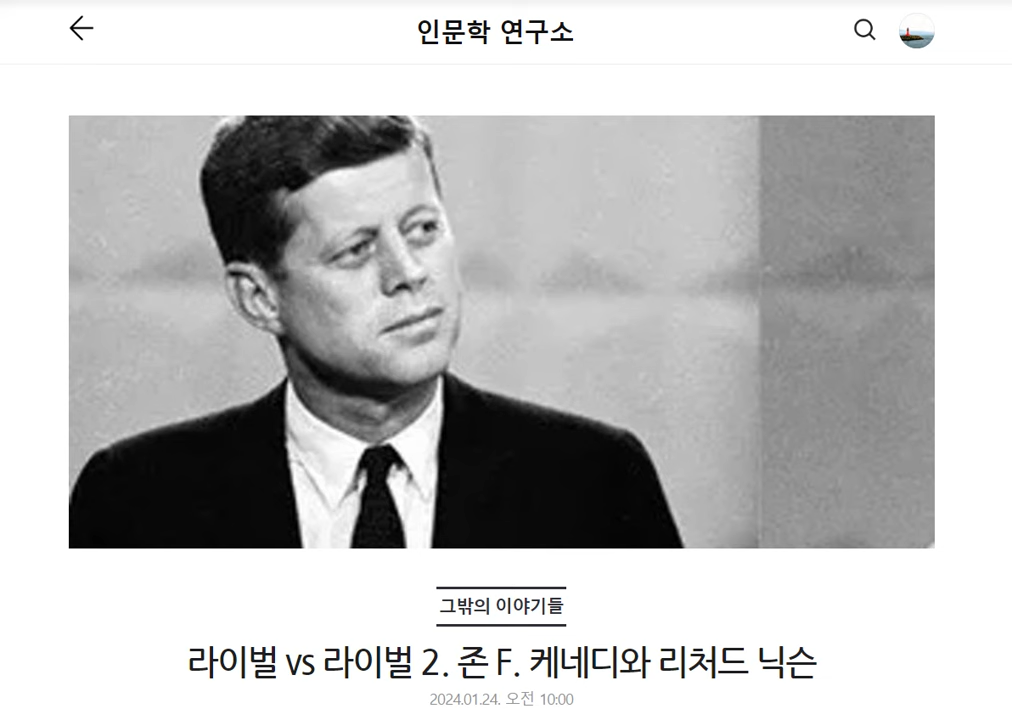 인문학 연구소
그밖의 이야기들
라이벌 vs 라이벌 2. 존 F. 케네디와 리처드 닉슨
2024.01.24. 오전 10:00